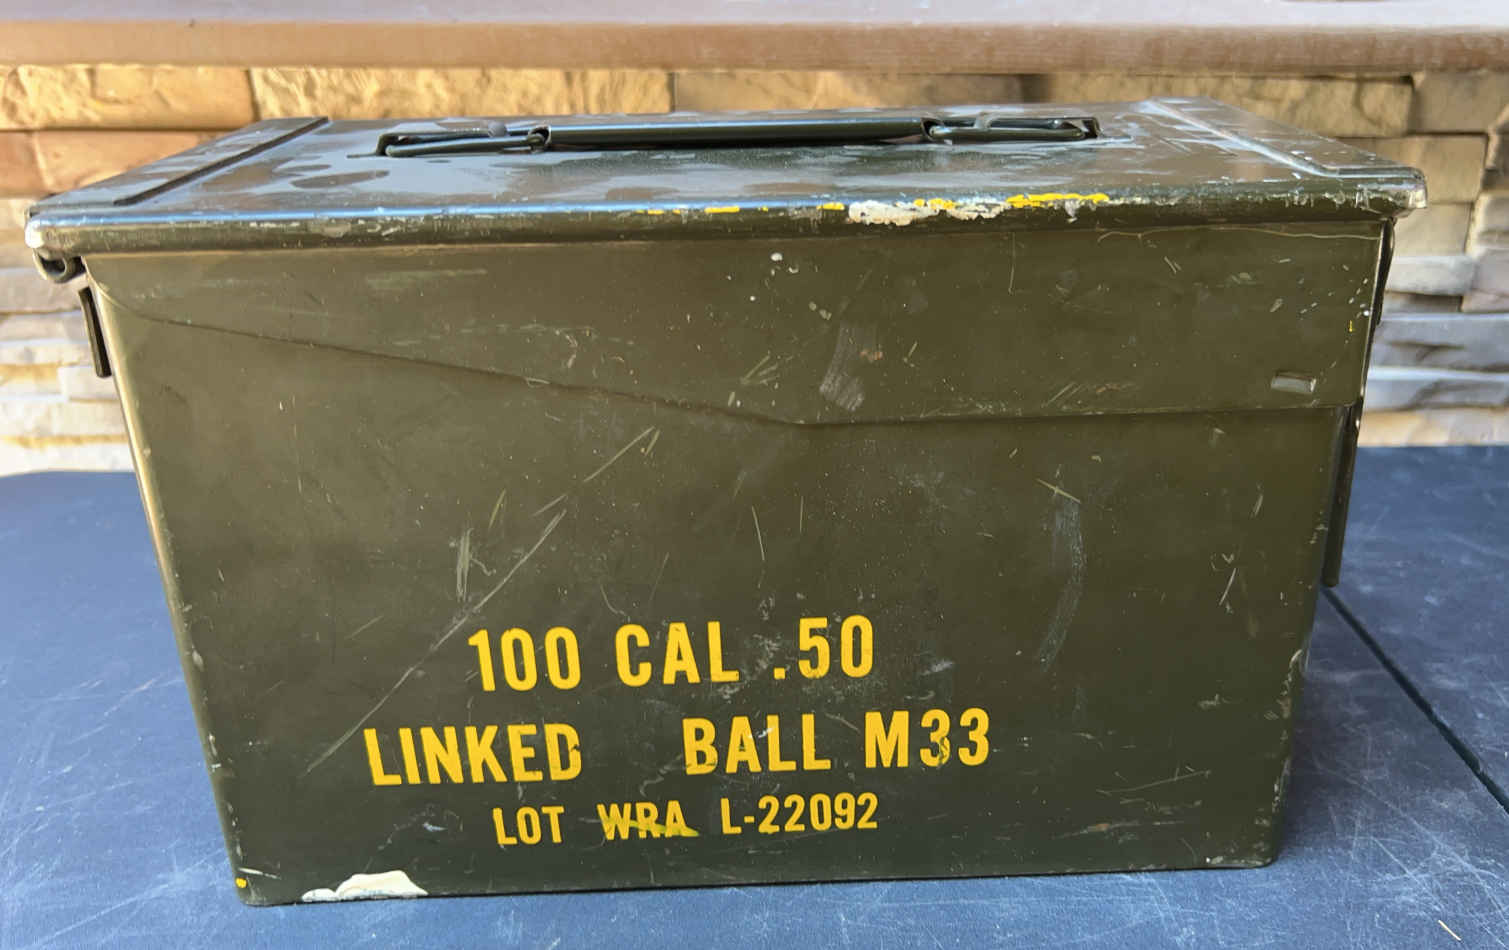 100 CAL .50
LINKED BALL M33
LOT WRA L-22092